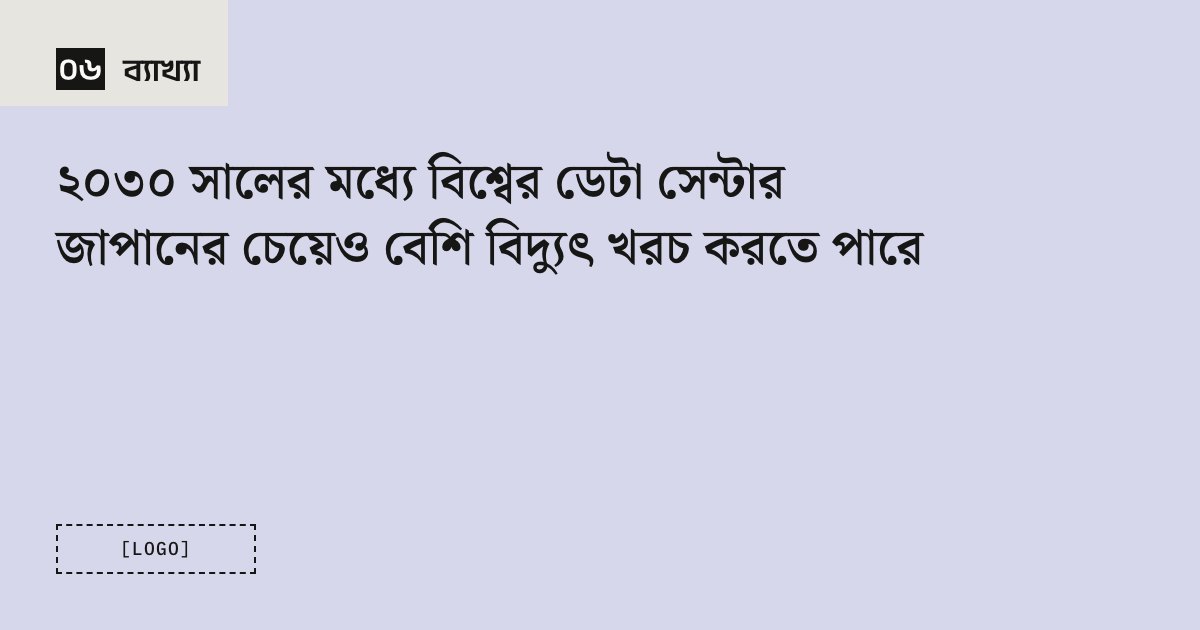 ০৬ ব্যাখ্যা
২০৩০ সালের মধ্যে বিশ্বের ডেটা সেন্টার
জাপানের চেয়েও বেশি বিদ্যুৎ খরচ করতে পারে
[LOGO]